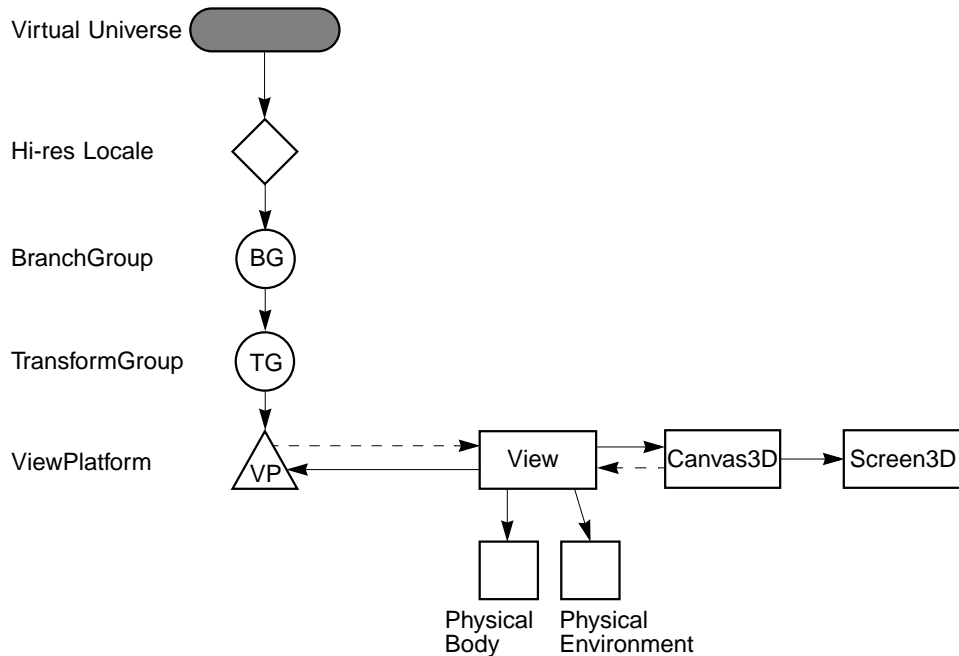 Virtual Universe
Hi-res Locale
BranchGroup
BG
TransformGroup
TG
ViewPlatform
VP
View
Canvas3D
Screen3D
Physical
Body
Physical
Environment